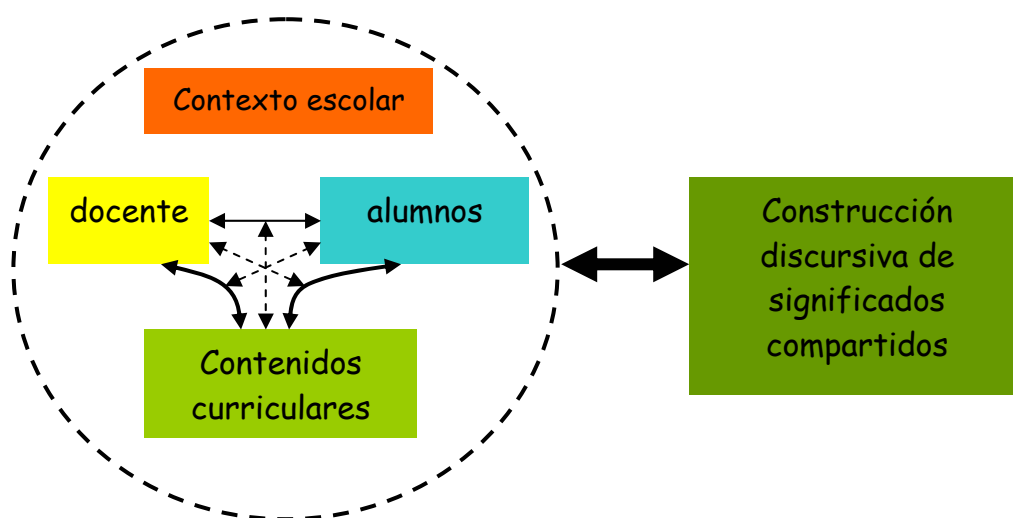 Contexto escolar
docente
alumnos
Contenidos
curriculares
Construcción
discursiva de
significados
compartidos